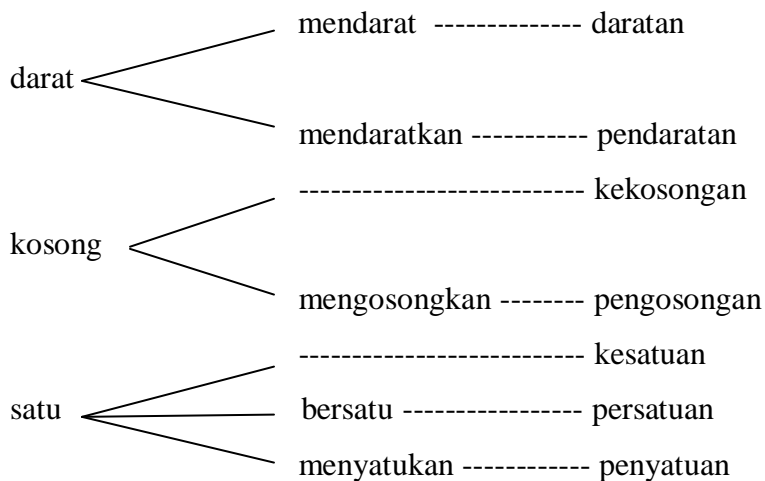 mendarat ------------- daratan
darat
mendaratkan ----------- pendaratan
--------------------------- kekosongan
kosong
mengosongkan -------- pengosongan
--------------------------- kesatuan
satu bersatu ----------------- persatuan
menyatukan ------------ penyatuan